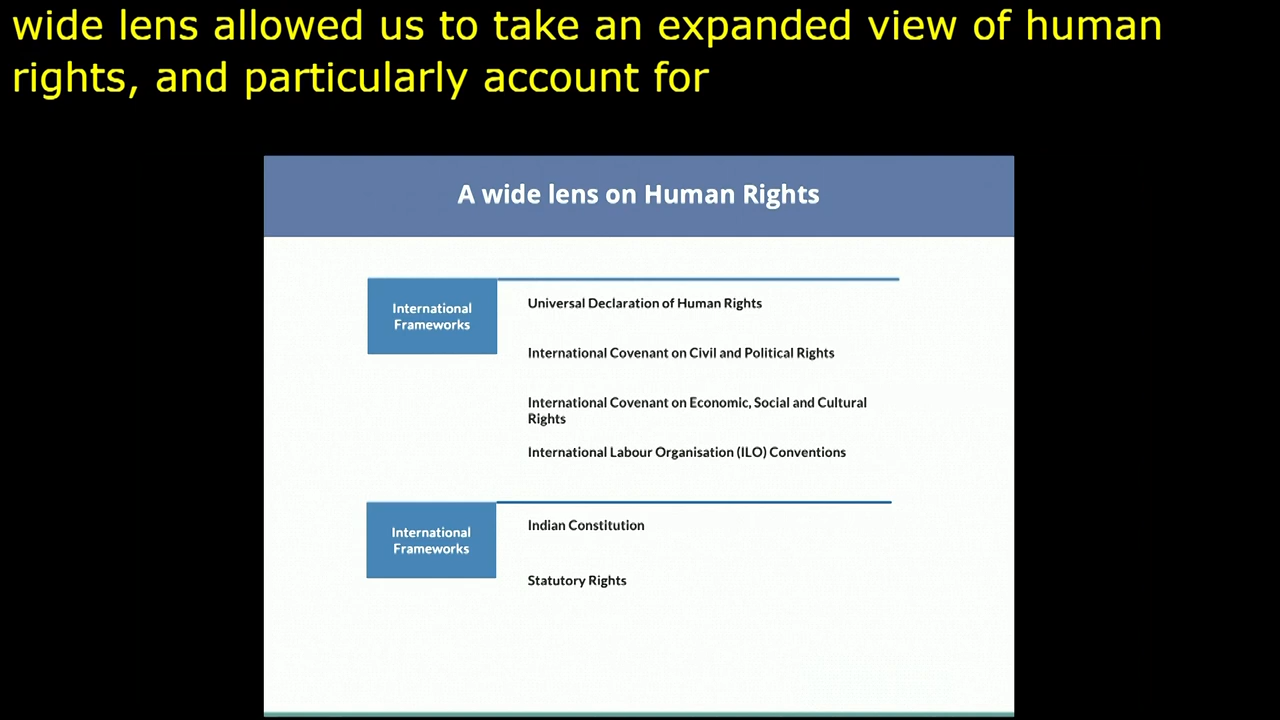 wide lens allowed us to take an expanded view of human
rights, and particularly account for
A wide lens on Human Rights
International
Frameworks
Universal Declaration of Human Rights
International Covenant on Civil and Political Rights
International Covenant on Economic, Social and Cultural
Rights
International Labour Organisation (ILO) Conventions
International
Frameworks
Indian Constitution
Statutory Rights